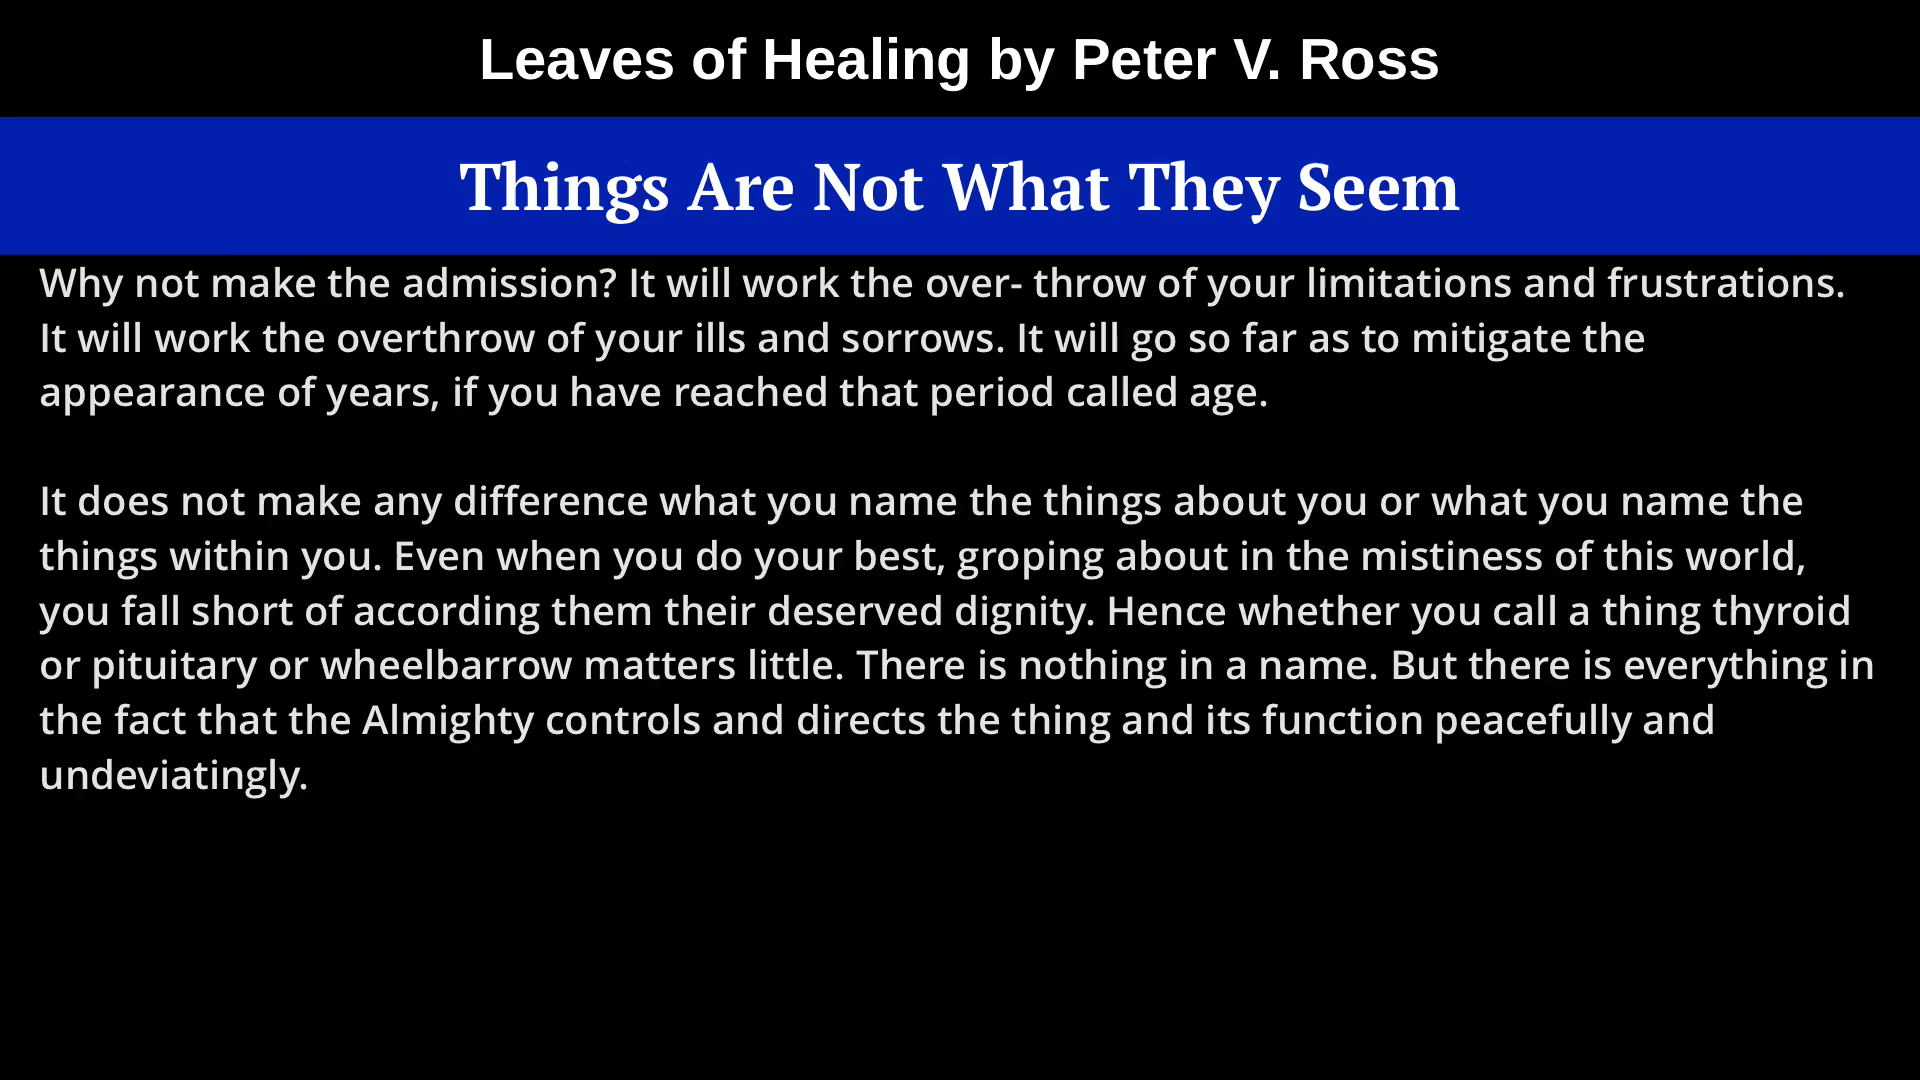 Leaves of Healing by Peter V. Ross
Things Are Not What They Seem
Why not make the admission? It will work the over- throw of your limitations and frustrations.
It will work the overthrow of your ills and sorrows. It will go so far as to mitigate the
appearance of years, if you have reached that period called age.
It does not make any difference what you name the things about you or what you name the
things within you. Even when you do your best, groping about in the mistiness of this world,
you fall short of according them their deserved dignity. Hence whether you call a thing thyroid
or pituitary or wheelbarrow matters little. There is nothing in a name. But there is everything in
the fact that the Almighty controls and directs the thing and its function peacefully and
undeviatingly.